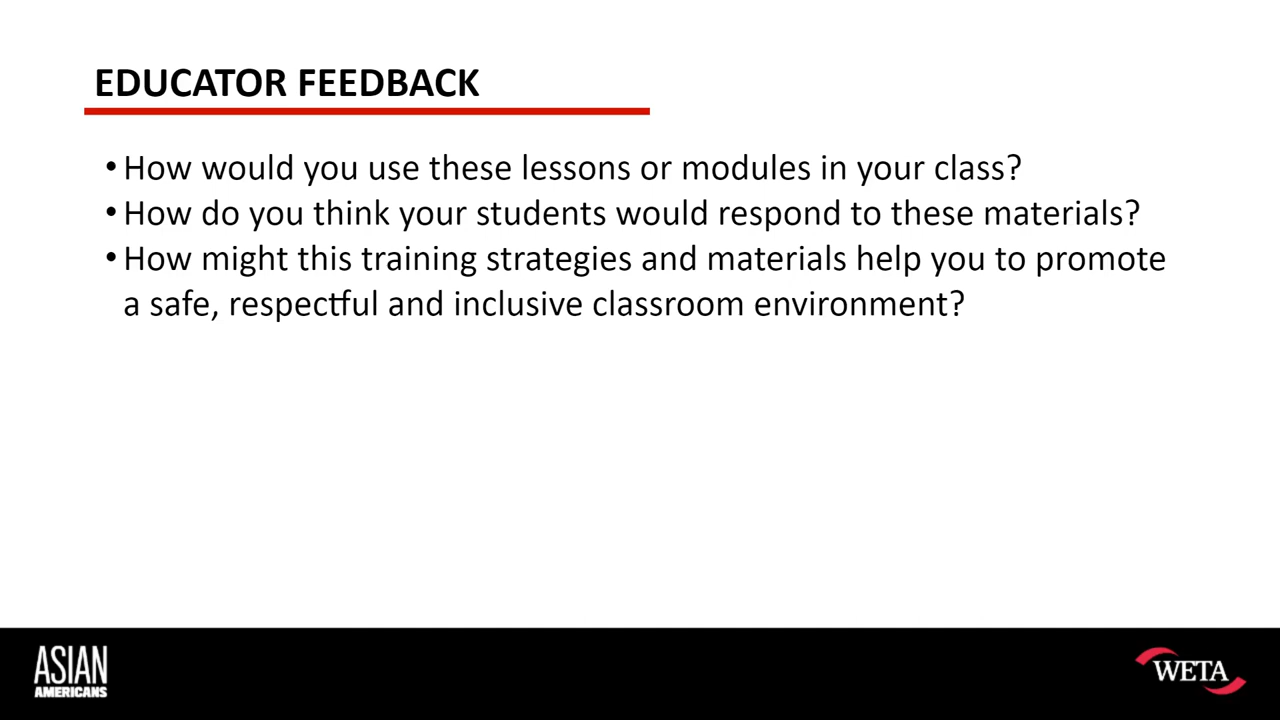 EDUCATOR FEEDBACK
• How would you use these lessons or modules in your class?
• How do you think your students would respond to these materials?
• How might this training strategies and materials help you to promote
a safe, respectful and inclusive classroom environment?
ASIAN
AMERICANS
WETA